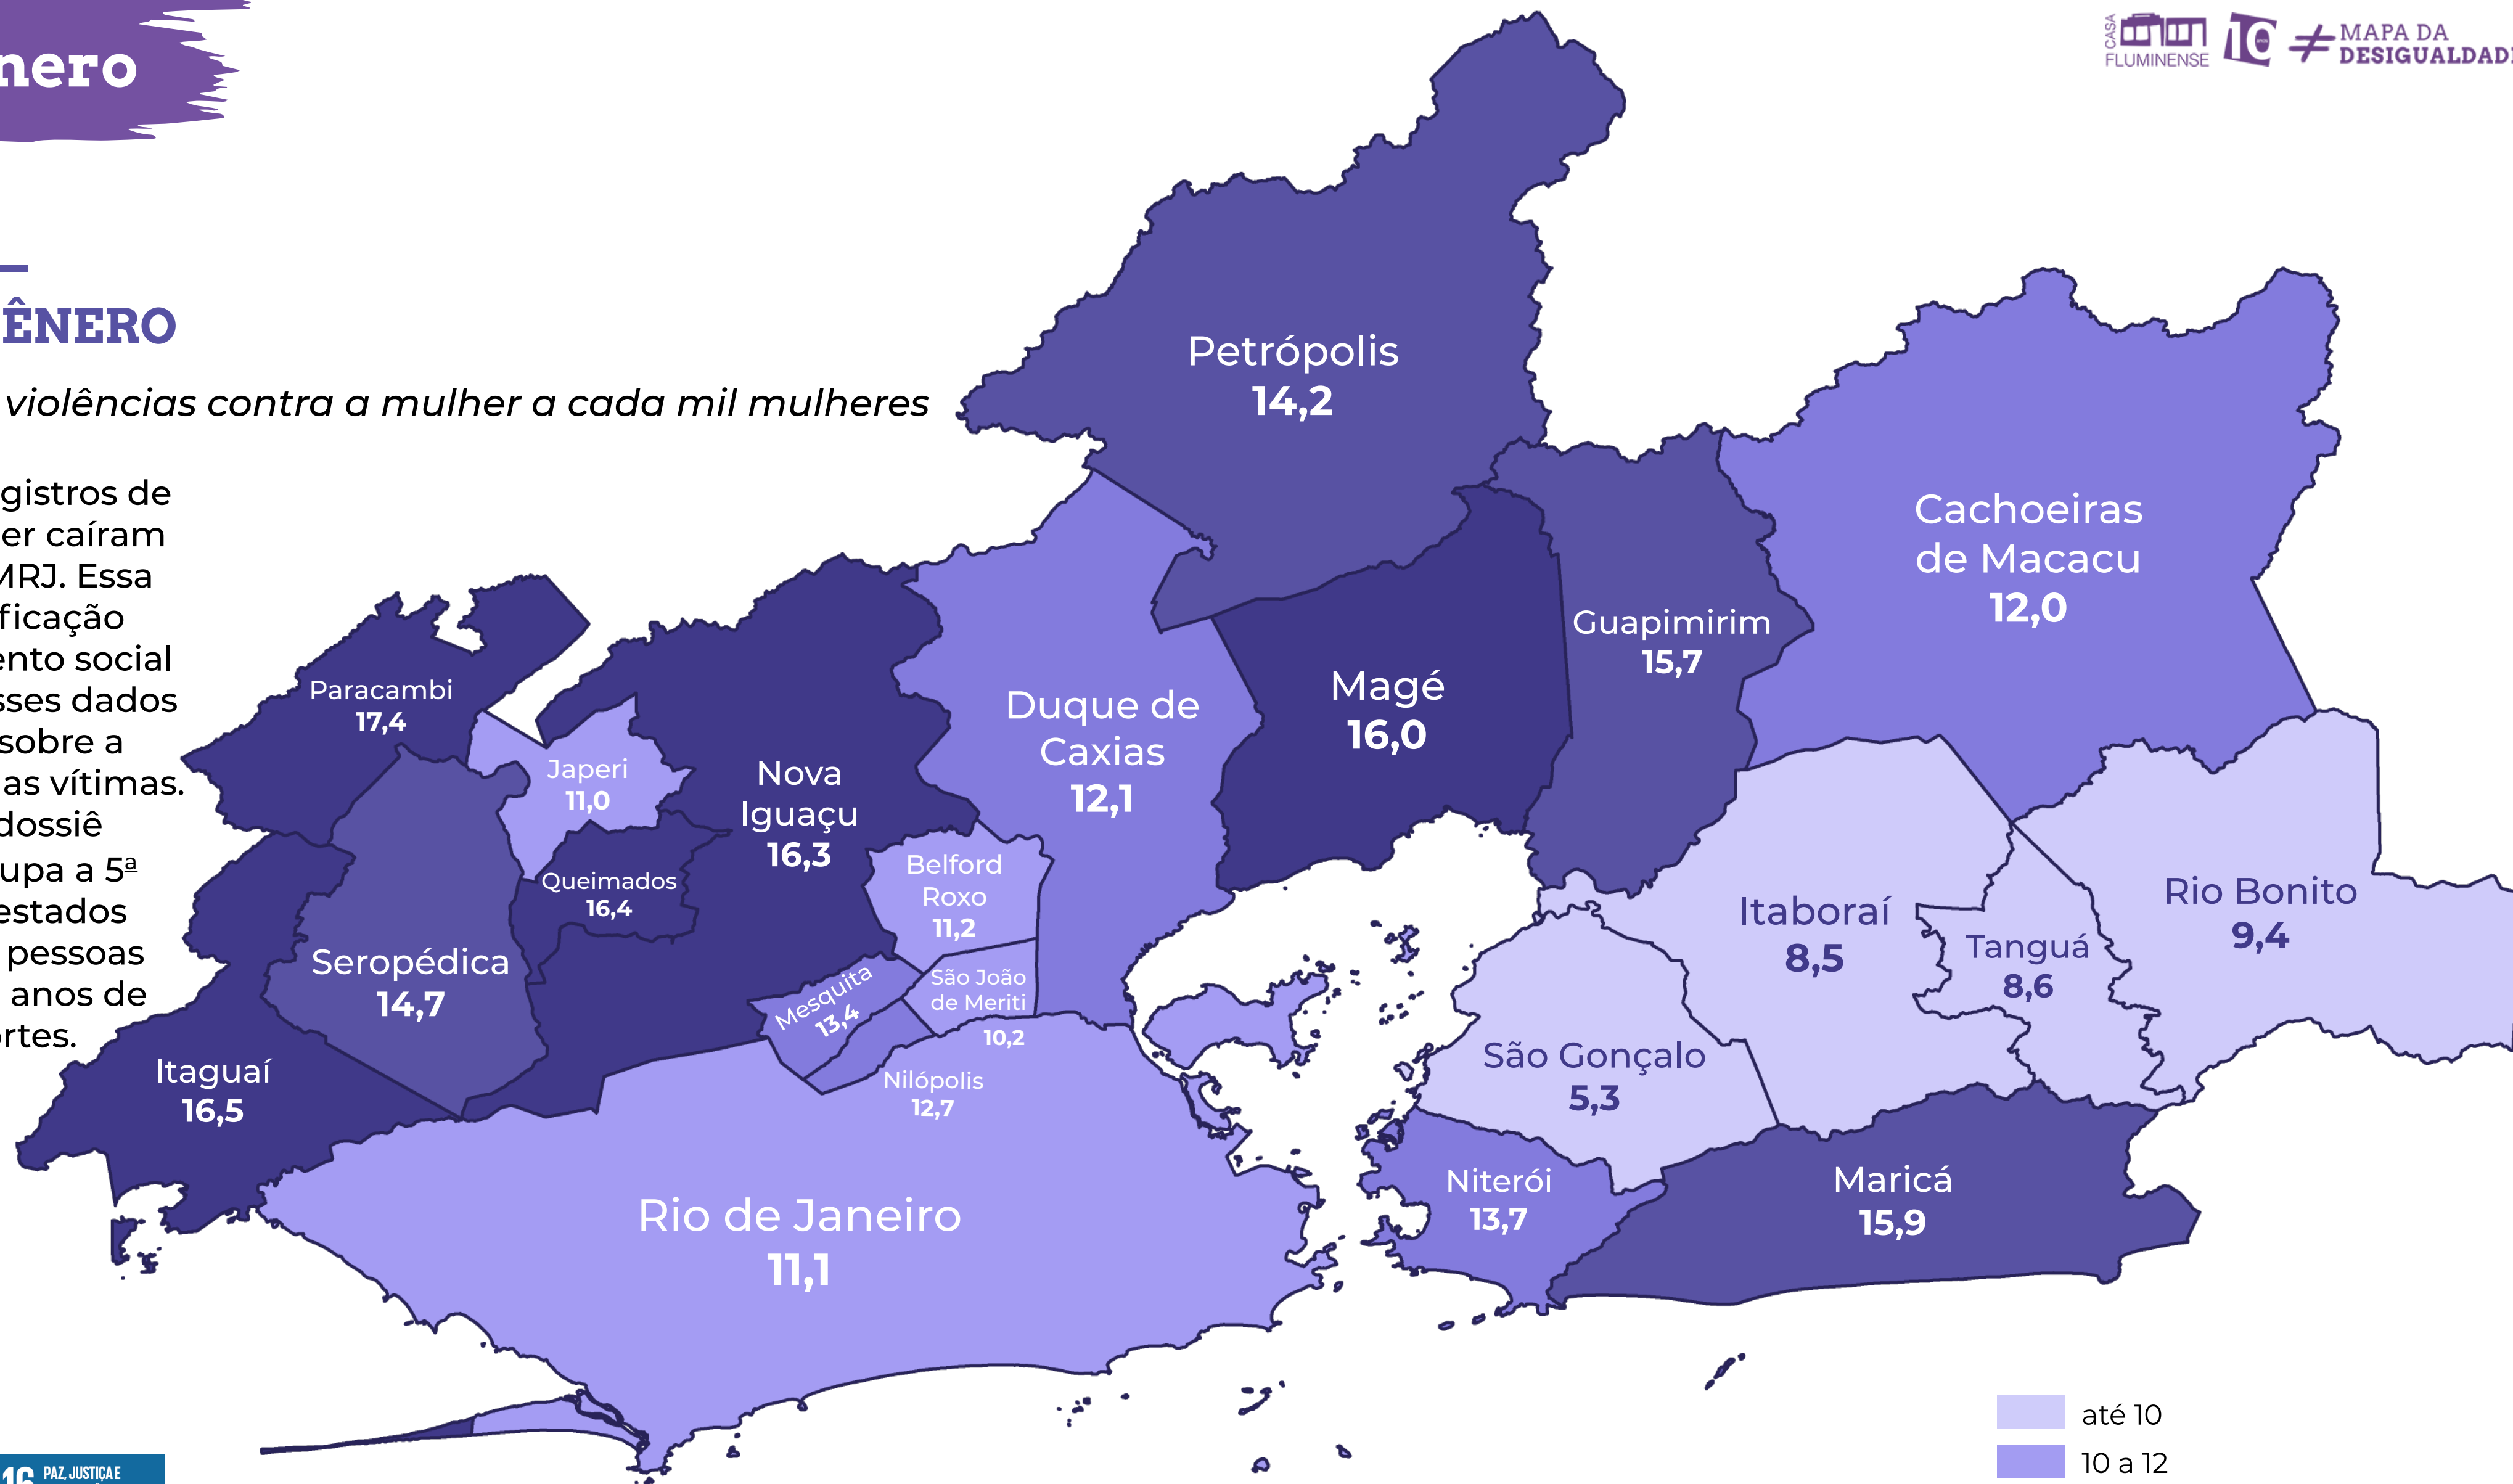 nero
CASA
FLUMINENSE
10
anos
MAPA DA
DESIGUALDADE
ÊNERO
violências contra a mulher a cada mil mulheres
gistros de
er caíram
MRJ. Essa
ficação
ento social
sses dados
sobre a
as vítimas.
dossiê
upa a 5ª
estados
pessoas
anos de
ortes.
Petrópolis
14,2
Cachoeiras
de Macacu
12,0
Guapimirim
15,7
Magé
16,0
Duque de
Caxias
12,1
Paracambi
17,4
Japeri
11,0
Nova
Iguaçu
16,3
Queimados
16,4
Belford
Roxo
11,2
Seropédica
14,7
Mesquita
13,4
São João
de Meriti
10,2
Nilópolis
12,7
Itaguaí
16,5
Rio de Janeiro
11,1
Itaboraí
8,5
Tanguá
8,6
Rio Bonito
9,4
São Gonçalo
5,3
Niterói
13,7
Maricá
15,9
até 10
10 a 12
16 PAZ, JUSTIÇA E